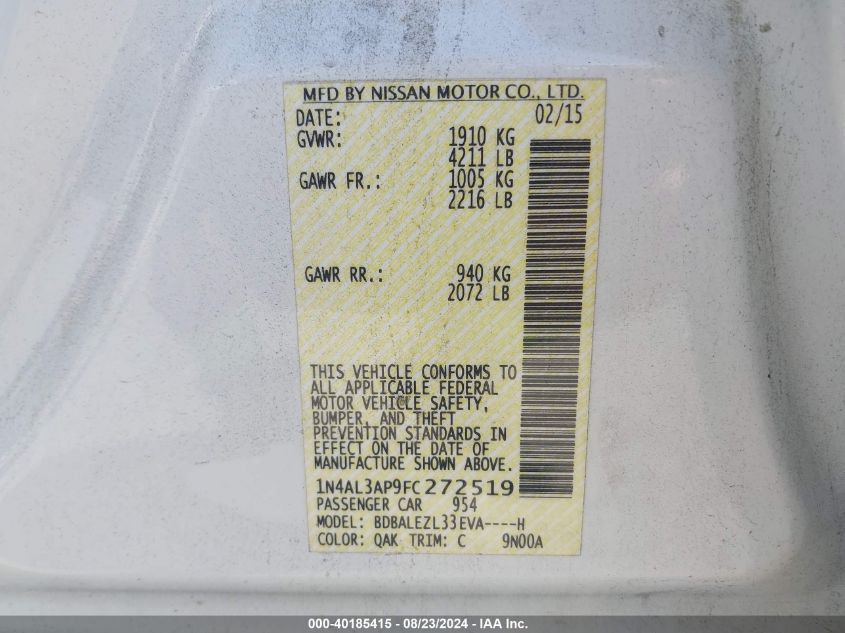 MFD BY NISSAN MOTOR CO., LTD.
DATE: 02/15
GVWR: 1910 KG
4211 LB
GAWR FR.: 1005 KG
2216 LB
GAWR RR.: 940 KG
2072 LB
THIS VEHICLE CONFORMS TO
ALL APPLICABLE FEDERAL
MOTOR VEHICLE SAFETY,
BUMPER, AND THEFT
PREVENTION STANDARDS IN
EFFECT ON THE DATE OF
MANUFACTURE SHOWN ABOVE.
1N4AL3AP9FC272519
PASSENGER CAR 954
MODEL: BDBALEZL33EVA----H
COLOR: QAK TRIM: C 9N00A
000-40185415 - 08/23/2024 - IAA Inc.